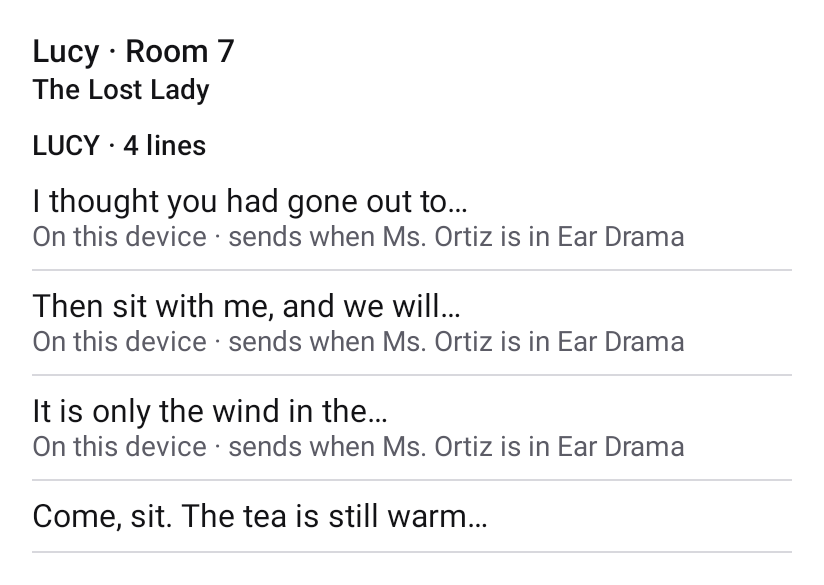 Lucy · Room 7
The Lost Lady
LUCY · 4 lines
I thought you had gone out to…
On this device · sends when Ms. Ortiz is in Ear Drama
Then sit with me, and we will…
On this device · sends when Ms. Ortiz is in Ear Drama
It is only the wind in the…
On this device · sends when Ms. Ortiz is in Ear Drama
Come, sit. The tea is still warm…